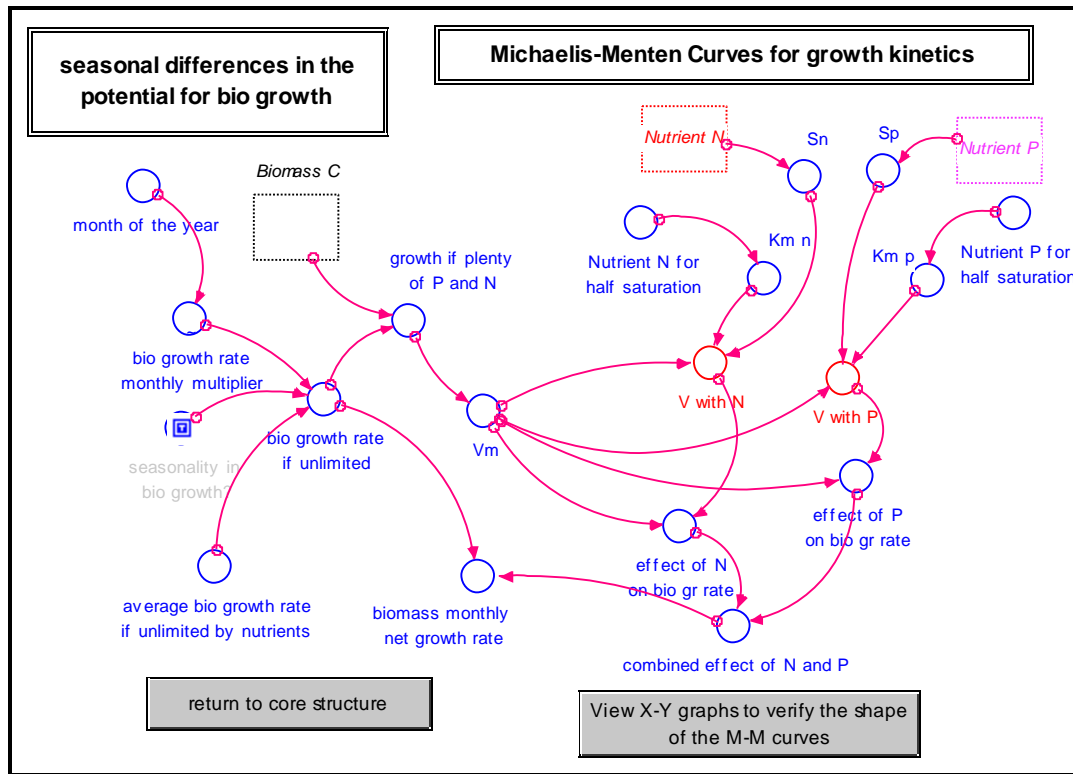 seasonal differences in the
potential for bio growth
Michaelis-Menten Curves for growth kinetics
Nutrient N
Sn
Sp
Nutrient P
Biomass C
month of the year
growth if plenty
of P and N
Nutrient N for
half saturation
Km n
Km p
Nutrient P for
half saturation
bio growth rate
monthly multiplier
V with N
V with P
bio growth rate
if unlimited
Vm
seasonality in
bio growth?
effect of P
on bio gr rate
effect of N
on bio gr rate
average bio growth rate
if unlimited by nutrients
biomass monthly
net growth rate
combined effect of N and P
return to core structure
View X-Y graphs to verify the shape
of the M-M curves